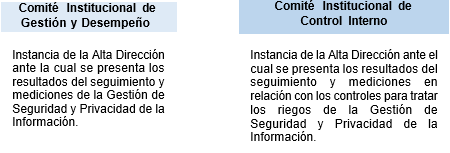 Comité Institucional de
Gestión y Desempeño
Instancia de la Alta Dirección
ante la cual se presenta los
resultados del seguimiento y
mediciones de la Gestión de
Seguridad y Privacidad de la
Información.
Comité Institucional de
Control Interno
Instancia de la Alta Dirección ante el
cual se presenta los resultados del
seguimiento y mediciones en
relación con los controles para tratar
los riegos de la Gestión de
Seguridad y Privacidad de la
Información.